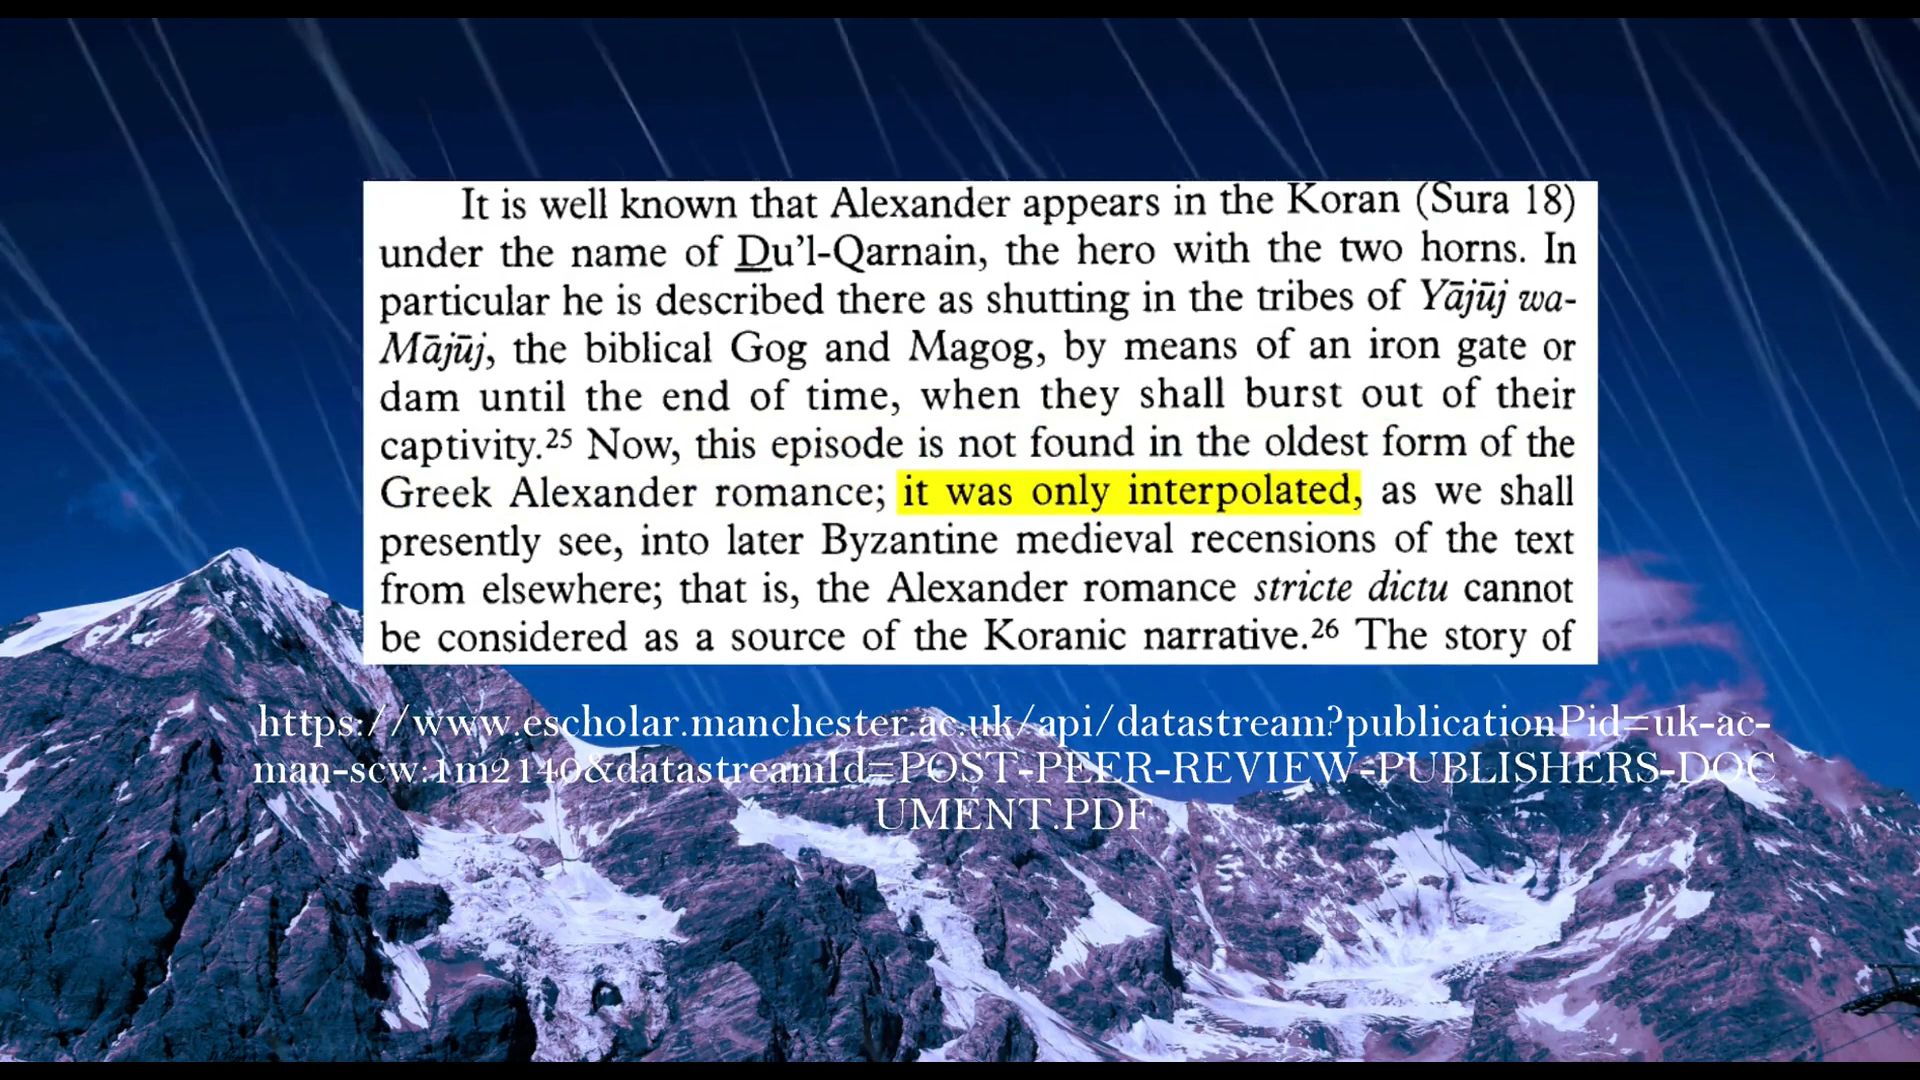 It is well known that Alexander appears in the Koran (Sura 18)
under the name of Ḏu'l-Qarnain, the hero with the two horns. In
particular he is described there as shutting in the tribes of Yājūj wa-
Mājūj, the biblical Gog and Magog, by means of an iron gate or
dam until the end of time, when they shall burst out of their
captivity.25 Now, this episode is not found in the oldest form of the
Greek Alexander romance; it was only interpolated, as we shall
presently see, into later Byzantine medieval recensions of the text
from elsewhere; that is, the Alexander romance stricte dictu cannot
be considered as a source of the Koranic narrative.26 The story of
https://www.escholar.manchester.ac.uk/api/datastream?publicationPid=uk-ac-
man-scw:1m2140&datastreamId=POST-PEER-REVIEW-PUBLISHERS-DOC
UMENT.PDF